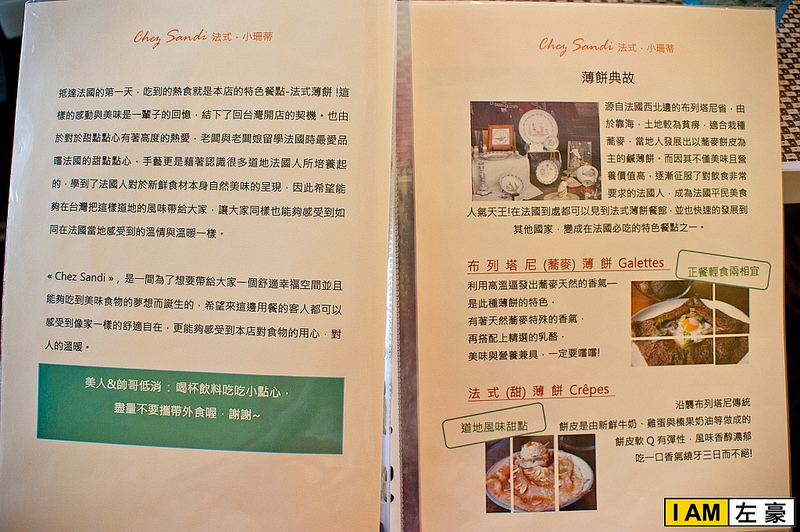 Chez Sandi 法式．小珊蒂
抵達法國的第一天，吃到的熱食就是本店的特色餐點-法式薄餅!這
樣的感動與美味是一輩子的回憶，結下了回台灣開店的契機。也由
於對於甜點點心有著高度的熱愛，老闆與老闆娘留學法國時最愛品
嚐法國的甜點點心，手藝更是藉著認識很多道地法國人所培養起
的，學到了法國人對於新鮮食材本身自然美味的呈現，因此希望能
夠在台灣把這樣道地的風味帶給大家，讓大家同樣也能夠感受到如
同在法國當地感受到的溫情與溫暖一樣。
« Chez Sandi »，是一間為了想要帶給大家一個舒適幸福空間並且
能夠吃到美味食物的夢想而誕生的，希望來這邊用餐的客人都可以
感受到像家一樣的舒適自在，更能夠感受到本店對食物的用心，對
人的溫暖。
美人&帥哥低消：喝杯飲料吃吃小點心，
盡量不要攜帶外食喔，謝謝~
Chez Sandi 法式．小珊蒂
薄餅典故
源自法國西北邊的布列塔尼省，由
於靠海，土地較為貧瘠，適合栽種
蕎麥，當地人發展出以蕎麥餅皮為
主的鹹薄餅，而因其不僅美味且營
養價值高，逐漸征服了對飲食非常
要求的法國人，成為法國平民美食
人氣天王!在法國到處都可以見到法式薄餅餐館，並也快速的發展到
其他國家，變成在法國必吃的特色餐點之一。
布列塔尼(蕎麥)薄餅 Galettes
正餐輕食兩相宜
利用高溫逼發出蕎麥天然的香氣—
是此種薄餅的特色，
有著天然蕎麥特殊的香氣，
再搭配上精選的乳酪，
美味與營養兼具，一定要嚐嚐!
法式(甜)薄餅 Crêpes
道地風味甜點
沿襲布列塔尼傳統
餅皮是由新鮮牛奶、雞蛋與榛果奶油等做成的
餅皮軟Q有彈性，風味香醇濃郁
吃一口香氣繞牙三日而不絕!
I AM 左豪